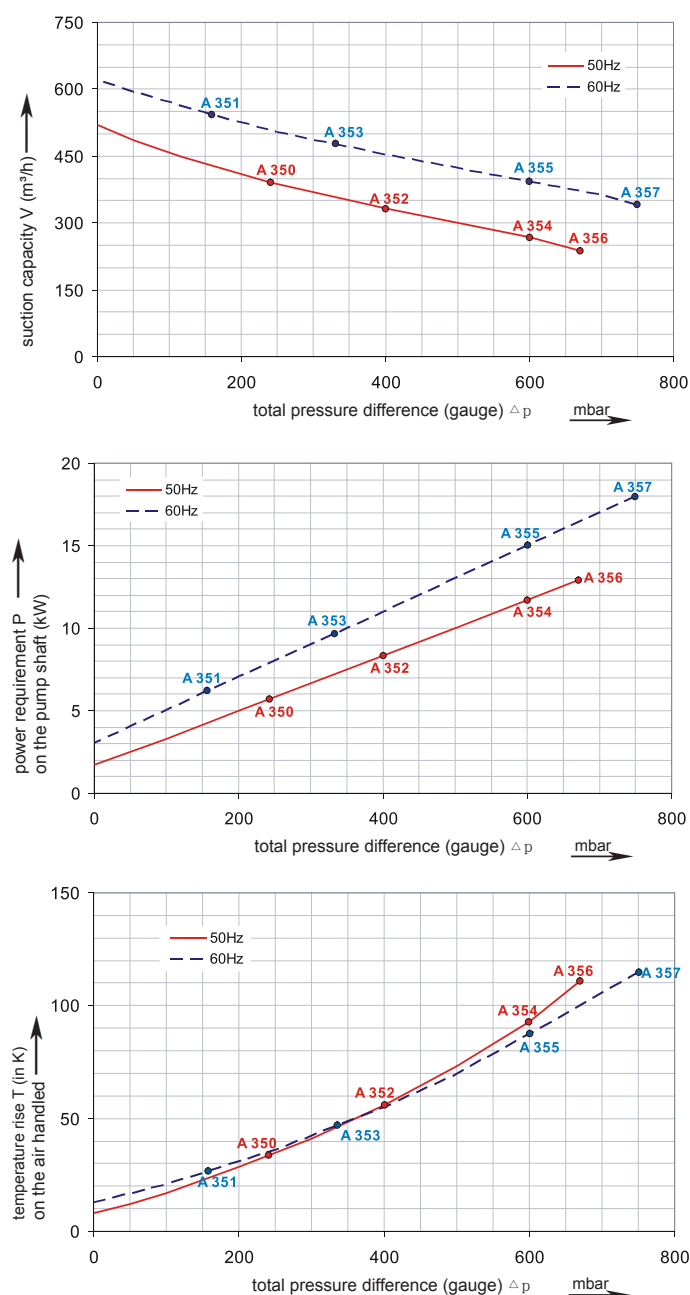 750
600
450
300
150
0
suction capacity V (m³/h)
50Hz
60Hz
A 351
A 353
A 355
A 357
A 350
A 352
A 354
A 356
0 200 400 600 800
total pressure difference (gauge) △p mbar
20
15
10
5
0
power requirement P
on the pump shaft (kW)
50Hz
60Hz
A 357
A 355
A 353
A 351
A 356
A 354
A 352
A 350
0 200 400 600 800
total pressure difference (gauge) △p mbar
150
100
50
0
temperature rise T (in K)
on the air handled
50Hz
60Hz
A 356
A 357
A 354
A 355
A 352
A 353
A 350
A 351
0 200 400 600 800
total pressure difference (gauge) △p mbar